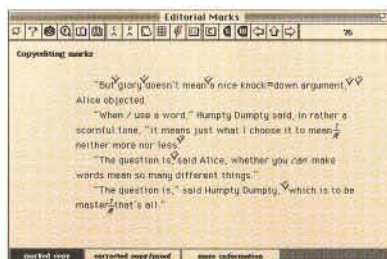 Editorial Marks
76
Copyediting marks
"But glory doesn't mean a nice knock=down argument,
Alice objected.
"When I use a word," Humpty Dumpty said, in rather a
scornful tone, "it means just what I choose it to mean
neither more nor less.
"The question is, said Alice, whether you can make
words mean so many different things."
"The question is," said Humpty Dumpty, which is to be
master that's all."
marked copy corrected copy/proof more information